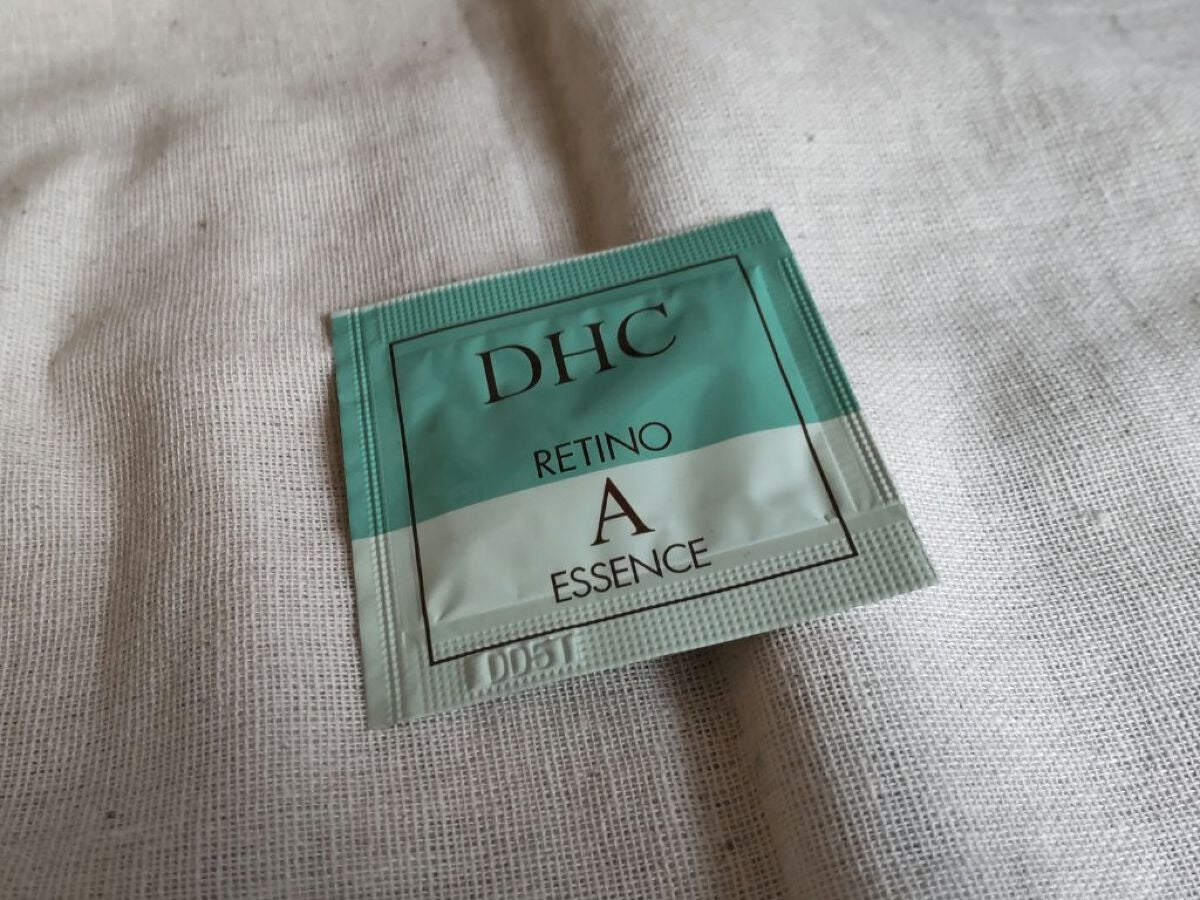 DHC
RETINO
A
ESSENCE
DD5T